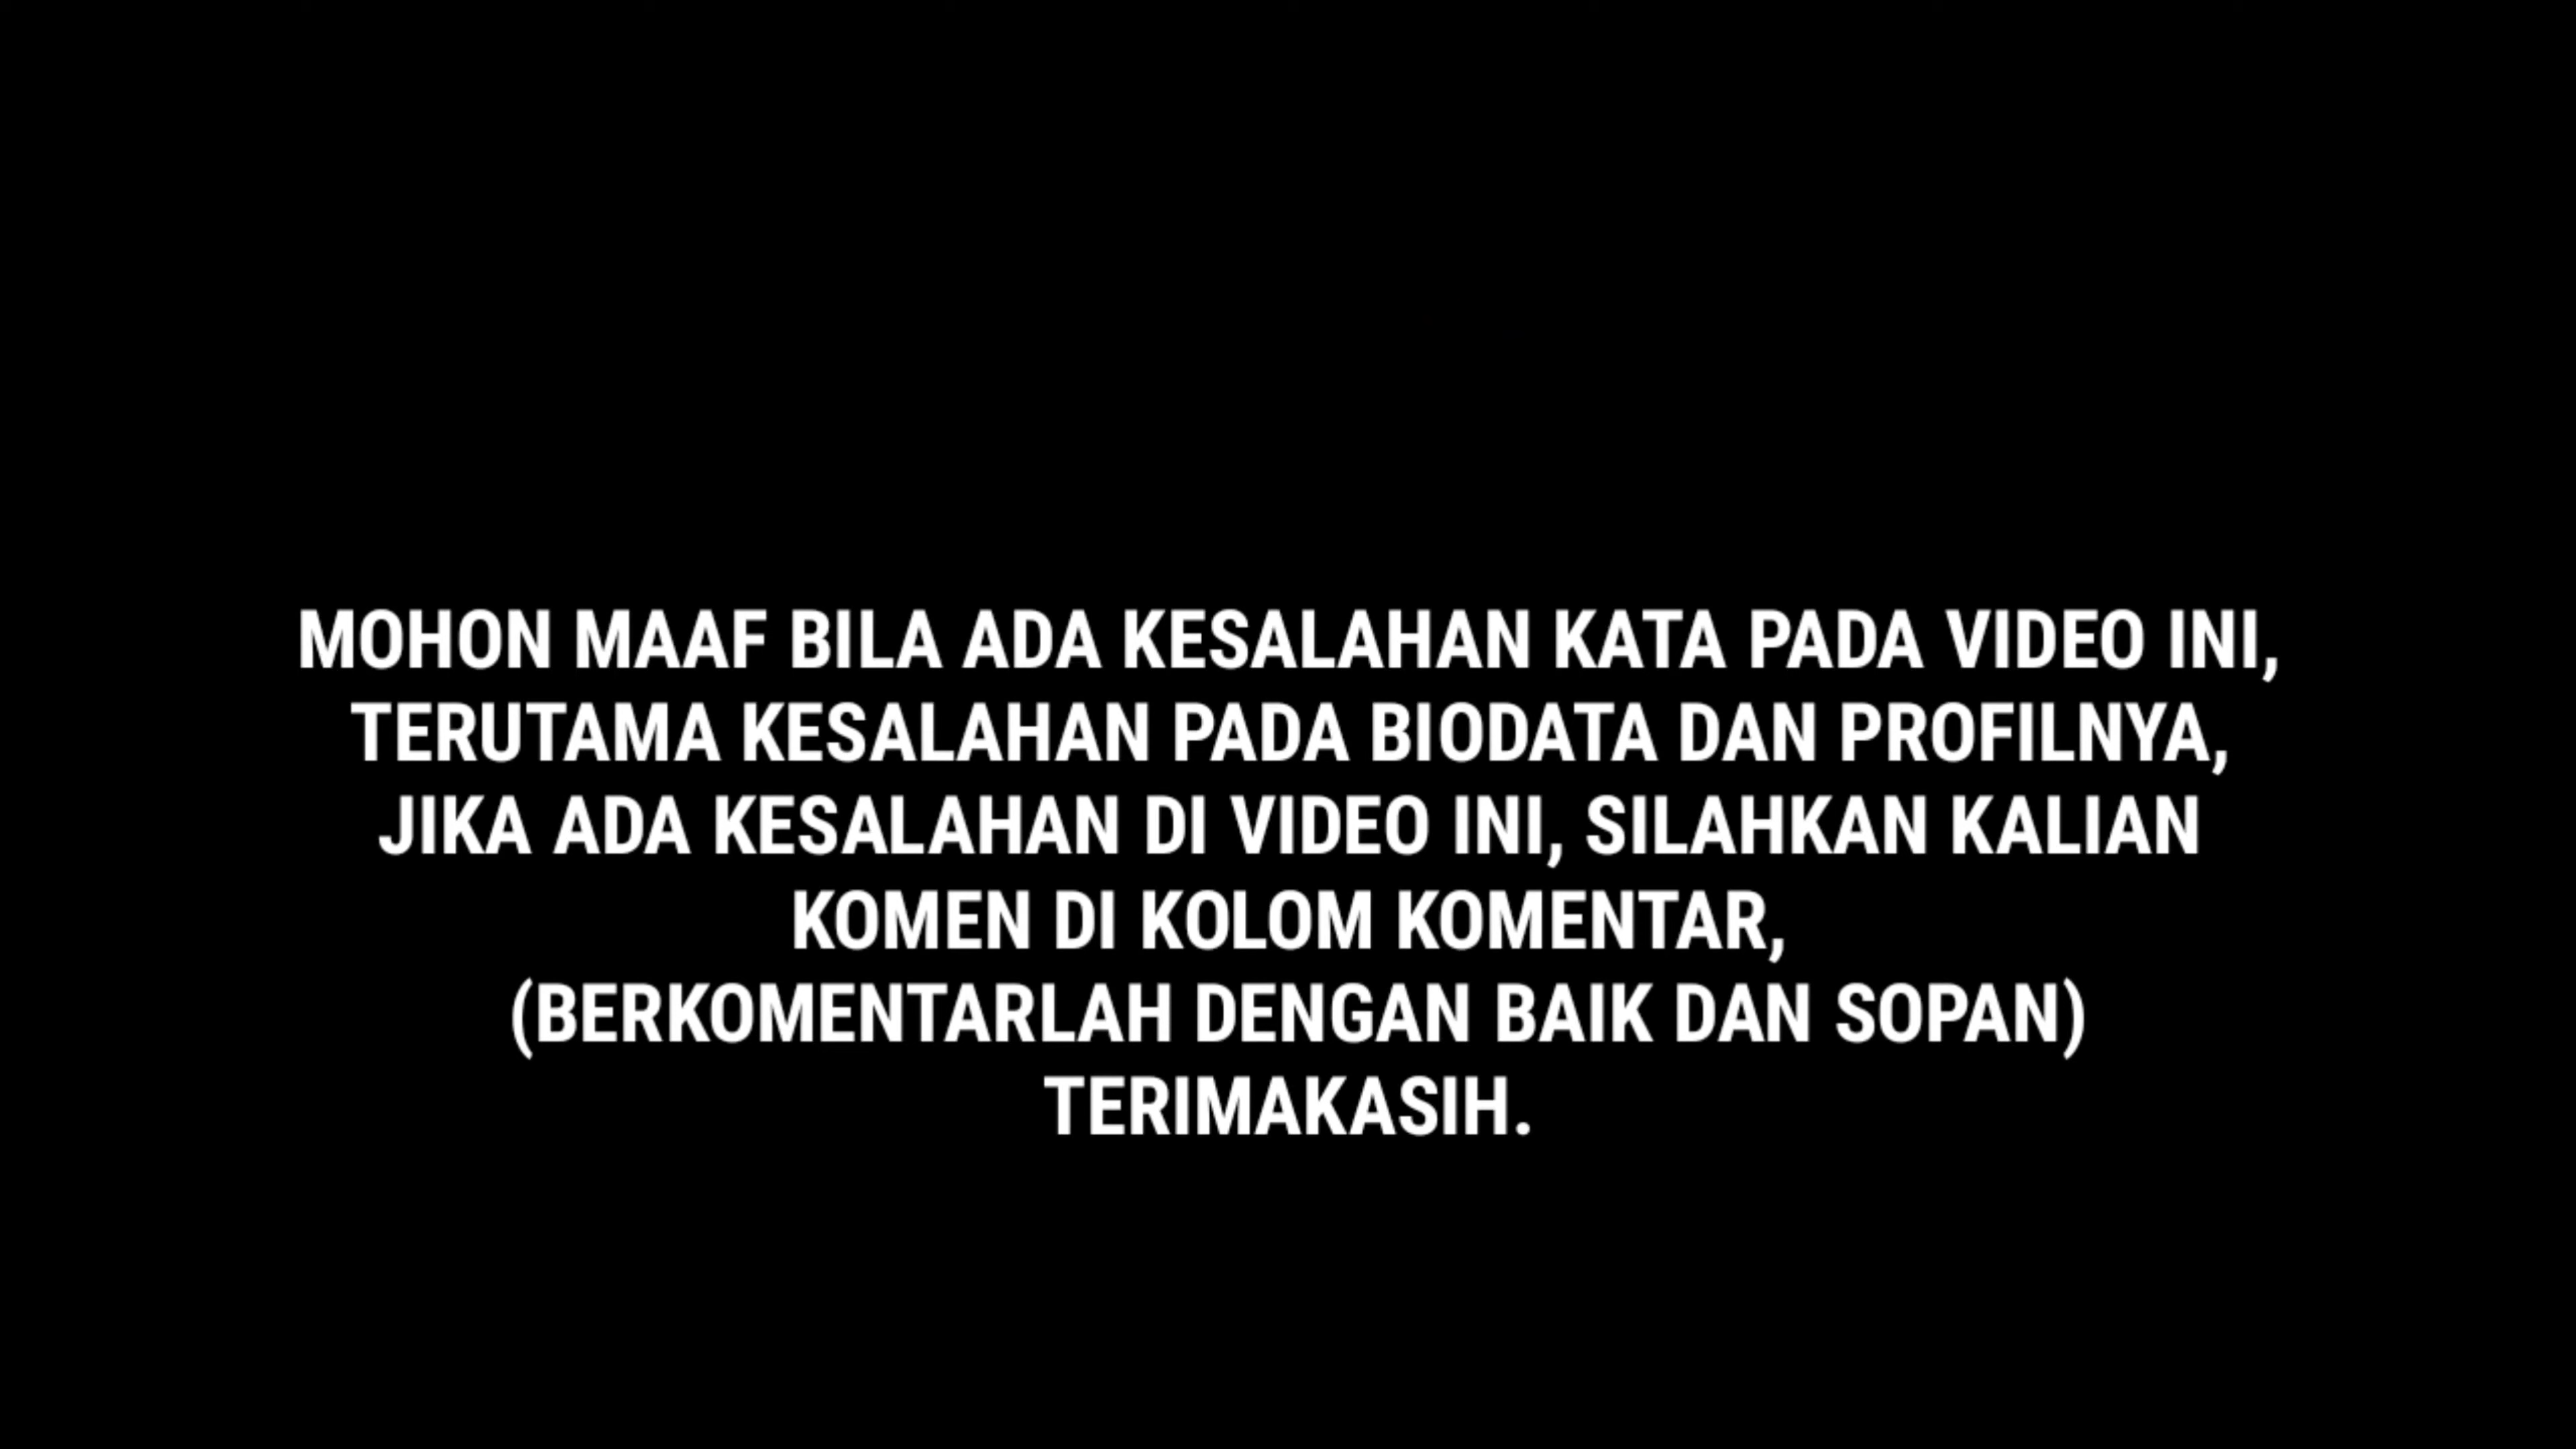 MOHON MAAF BILA ADA KESALAHAN KATA PADA VIDEO INI,
TERUTAMA KESALAHAN PADA BIODATA DAN PROFILNYA,
JIKA ADA KESALAHAN DI VIDEO INI, SILAHKAN KALIAN
KOMEN DI KOLOM KOMENTAR,
(BERKOMENTARLAH DENGAN BAIK DAN SOPAN)
TERIMAKASIH.